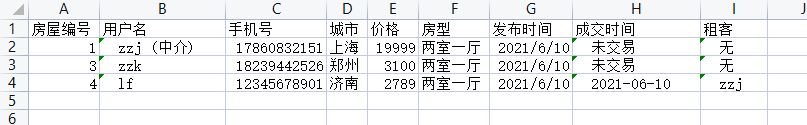 A B C D E F G H I J
1 房屋编号 用户名 手机号 城市 价格 房型 发布时间 成交时间 租客
2 1 zzj（中介） 17860832151 上海 19999 两室一厅 2021/6/10 未交易 无
3 3 zzk 18239442526 郑州 3100 两室一厅 2021/6/10 未交易 无
4 4 lf 12345678901 济南 2789 两室一厅 2021/6/10 2021-06-10 zzj
5
6